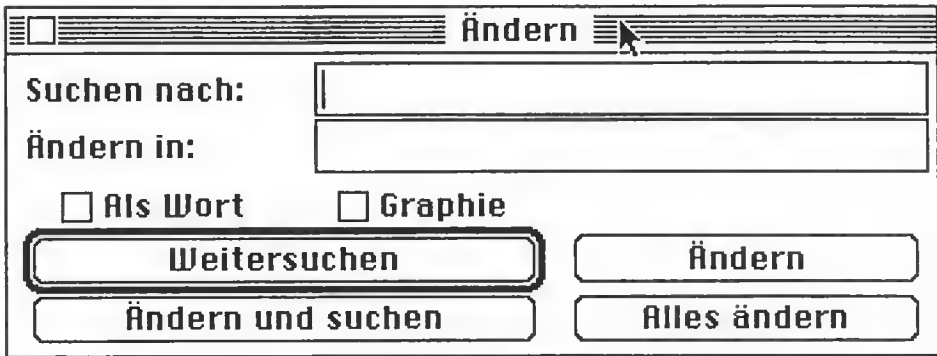 Ändern
Suchen nach:
Ändern in:
Als Wort Graphie
Weitersuchen Ändern
Ändern und suchen Alles ändern